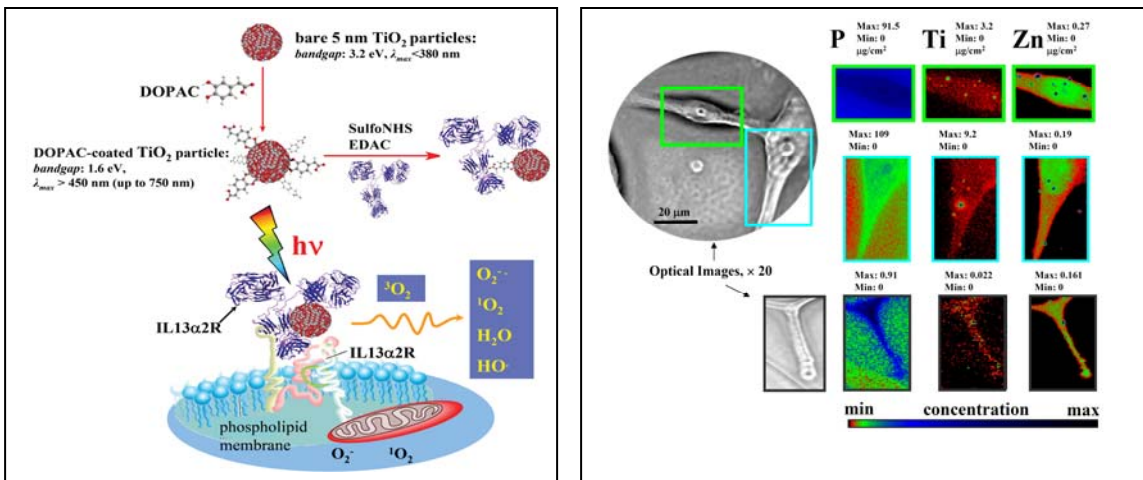 bare 5 nm TiO₂ particles:
bandgap: 3.2 eV, λmax<380 nm
DOPAC
SulfoNHS
EDAC
DOPAC-coated TiO₂ particle:
bandgap: 1.6 eV,
λmax > 450 nm (up to 750 nm)
hν
³O₂
O₂⁻·
¹O₂
H₂O
HO·
IL13α2R
IL13α2R
phospholipid
membrane
O₂⁻ ¹O₂
P
Max: 91.5
Min: 0
μg/cm²
Ti
Max: 3.2
Min: 0
μg/cm²
Zn
Max: 0.27
Min: 0
μg/cm²
Max: 109
Min: 0
Max: 9.2
Min: 0
Max: 0.19
Min: 0
20 μm
Optical Images, × 20
Max: 0.91
Min: 0
Max: 0.022
Min: 0
Max: 0.161
Min: 0
min concentration max